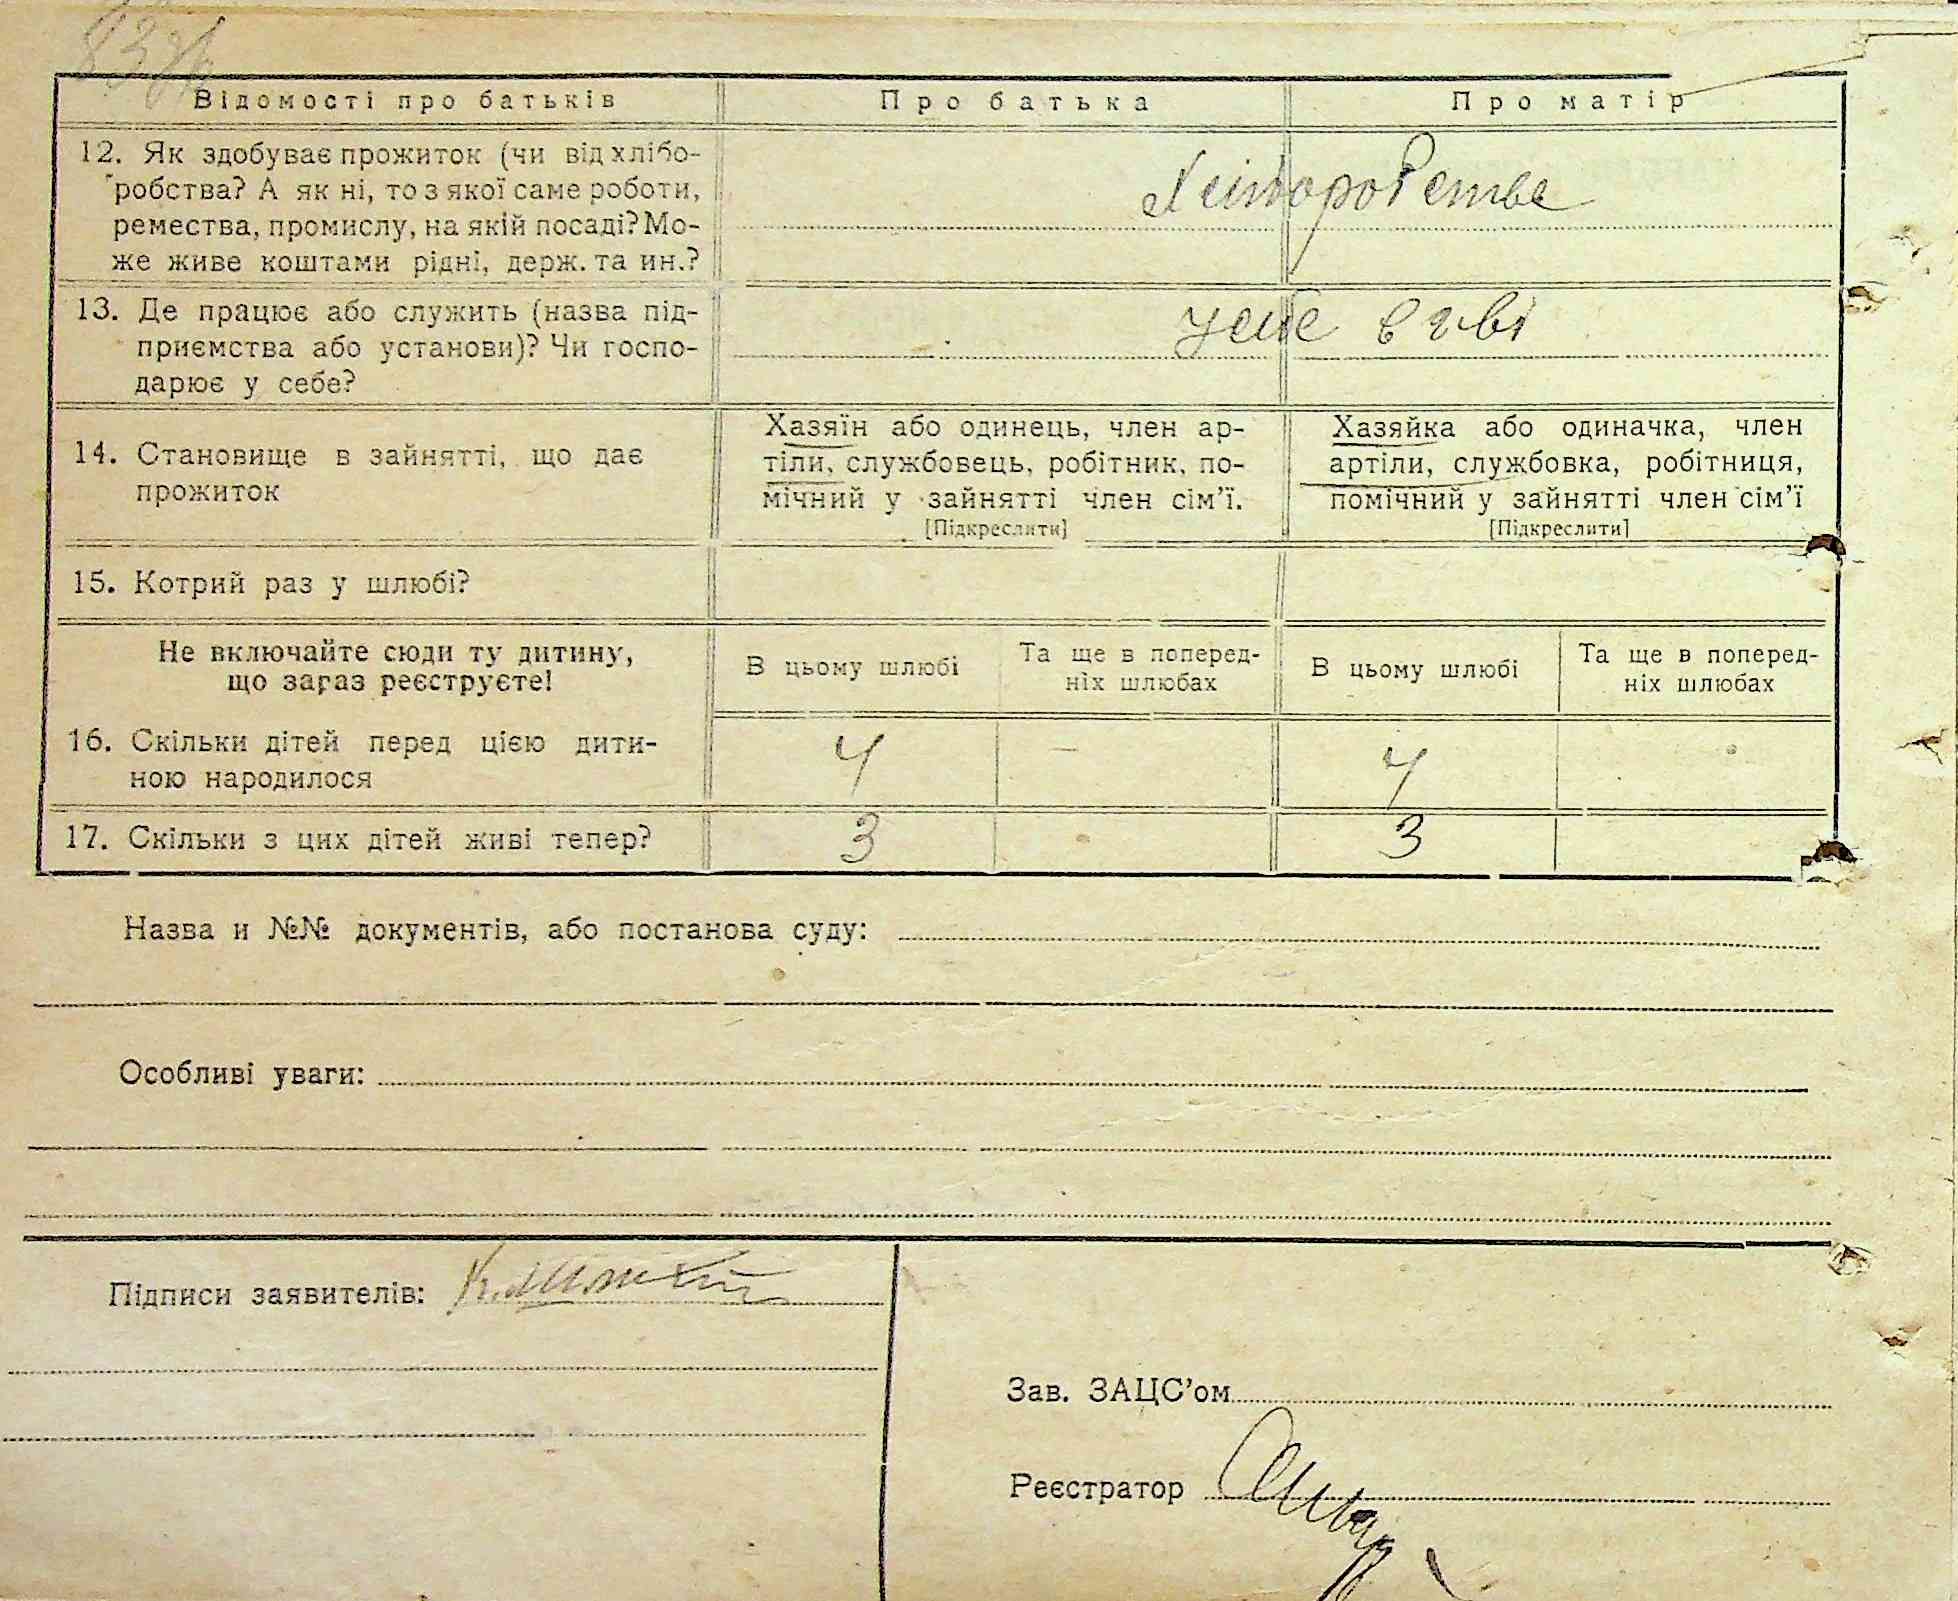 Відомості про батьків
Про батька
Про матір
12. Як здобуває прожиток (чи від хлібо-
робства? А як ні, то з якої саме роботи,
ремества, промислу, на якій посаді? Мо-
же живе коштами рідні, держ. та ин.?
13. Де працює або служить (назва під-
приємства або установи)? Чи госпо-
дарює у себе?
14. Становище в зайнятті, що дає
прожиток
Хазяїн або одинець, член ар-
тіли, службовець, робітник, по-
мічний у зайнятті член сім'ї.
[Підкреслити]
Хазяйка або одиначка, член
артіли, службовка, робітниця,
помічний у зайнятті член сім'ї
[Підкреслити]
15. Котрий раз у шлюбі?
Не включайте сюди ту дитину,
що зараз реєструєте!
В цьому шлюбі
Та ще в поперед-
ніх шлюбах
В цьому шлюбі
Та ще в поперед-
ніх шлюбах
16. Скільки дітей перед цією дити-
ною народилося
4
—
4
17. Скільки з цих дітей живі тепер?
3
3
Назва и №№ документів, або постанова суду:
Особливі уваги:
Підписи заявителів:
Зав. ЗАЦС'ом
Реєстратор